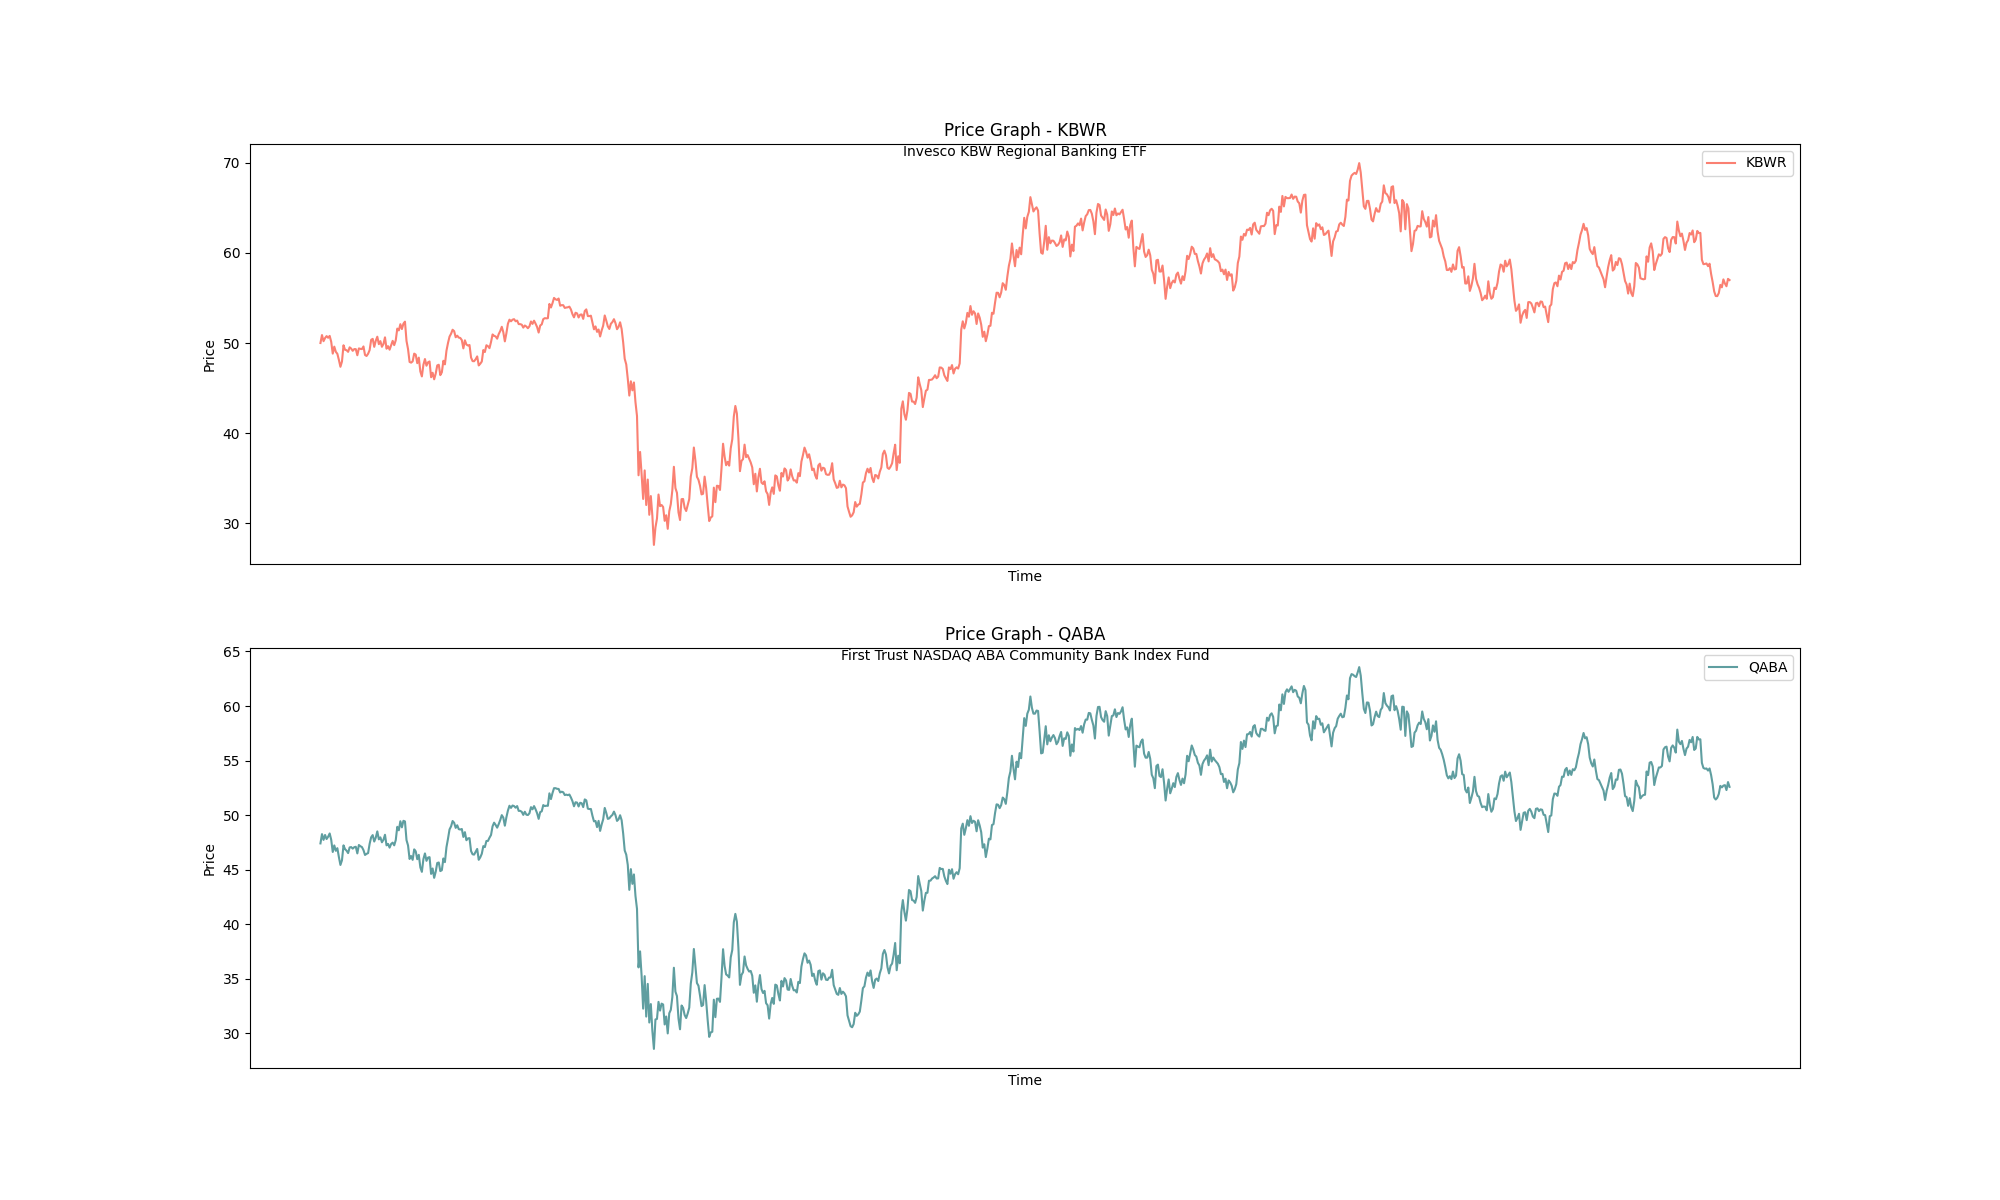 Price Graph - KBWR
Invesco KBW Regional Banking ETF
KBWR
70
60
50
40
30
Price
Time
Price Graph - QABA
First Trust NASDAQ ABA Community Bank Index Fund
QABA
65
60
55
50
45
40
35
30
Price
Time